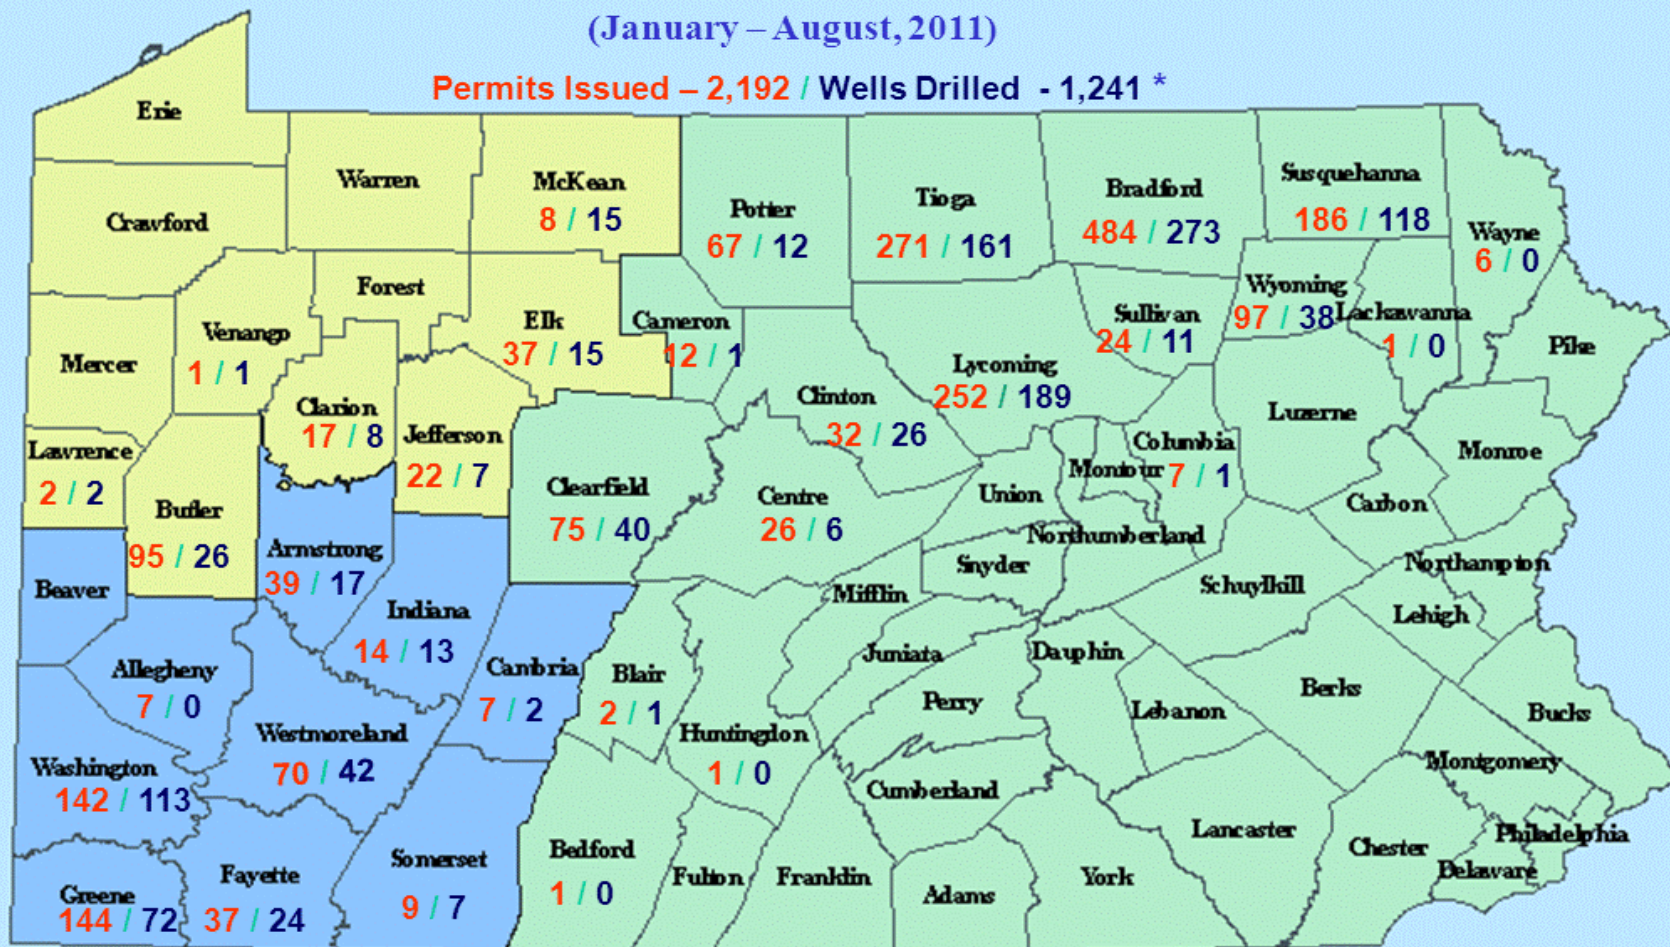 (January – August, 2011)
Permits Issued – 2,192 / Wells Drilled - 1,241 *
Erie
Warren
McKean
8 / 15
Crawford
Potter
67 / 12
Tioga
271 / 161
Bradford
484 / 273
Susquehanna
186 / 118
Wayne
6 / 0
Forest
Venango
1 / 1
Elk
37 / 15
Cameron
12 / 1
Mercer
Sullivan
24 / 11
Wyoming
97 / 38
Lackawanna
1 / 0
Pike
Lycoming
252 / 189
Clinton
32 / 26
Clarion
17 / 8
Jefferson
22 / 7
Lawrence
2 / 2
Butler
95 / 26
Clearfield
75 / 40
Centre
26 / 6
Union
Montour
Columbia
7 / 1
Luzerne
Monroe
Carbon
Northumberland
Snyder
Armstrong
39 / 17
Beaver
Indiana
14 / 13
Mifflin
Schuylkill
Northampton
Lehigh
Allegheny
7 / 0
Cambria
7 / 2
Blair
2 / 1
Juniata
Dauphin
Perry
Lebanon
Berks
Bucks
Westmoreland
70 / 42
Huntingdon
1 / 0
Washington
142 / 113
Cumberland
Montgomery
Philadelphia
Lancaster
Chester
Delaware
Somerset
9 / 7
Bedford
1 / 0
Fulton
Franklin
Adams
York
Fayette
37 / 24
Greene
144 / 72